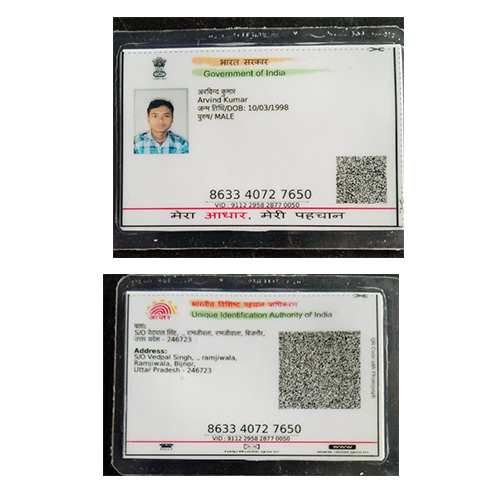 भारत सरकार
Government of India
अरविन्द कुमार
Arvind Kumar
जन्म तिथि/DOB: 10/03/1998
पुरुष/ MALE
8633 4072 7650
VID : 9112 2958 2877 0050
मेरा आधार, मेरी पहचान
भारतीय विशिष्ट पहचान प्राधिकरण
Unique Identification Authority of India
आधार
पता:
S/O वेदपाल सिंह, ., रामजीवाला, रामजीवाला, बिजनौर,
उत्तर प्रदेश - 246723
Address:
S/O Vedpal Singh, ., ramjiwala,
Ramjiwala, Bijnor,
Uttar Pradesh - 246723
8633 4072 7650
VID : 9112 2958 2877 0050
www